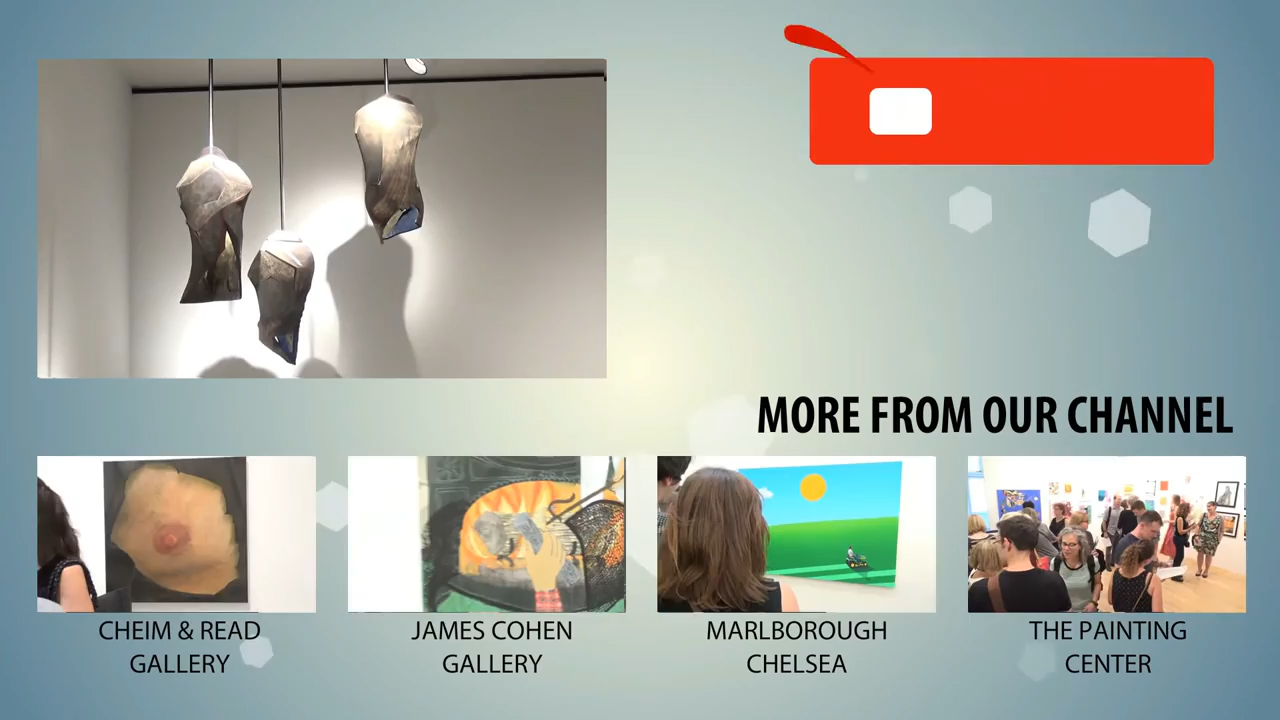 MORE FROM OUR CHANNEL
CHEIM & READ
GALLERY
JAMES COHEN
GALLERY
MARLBOROUGH
CHELSEA
THE PAINTING
CENTER